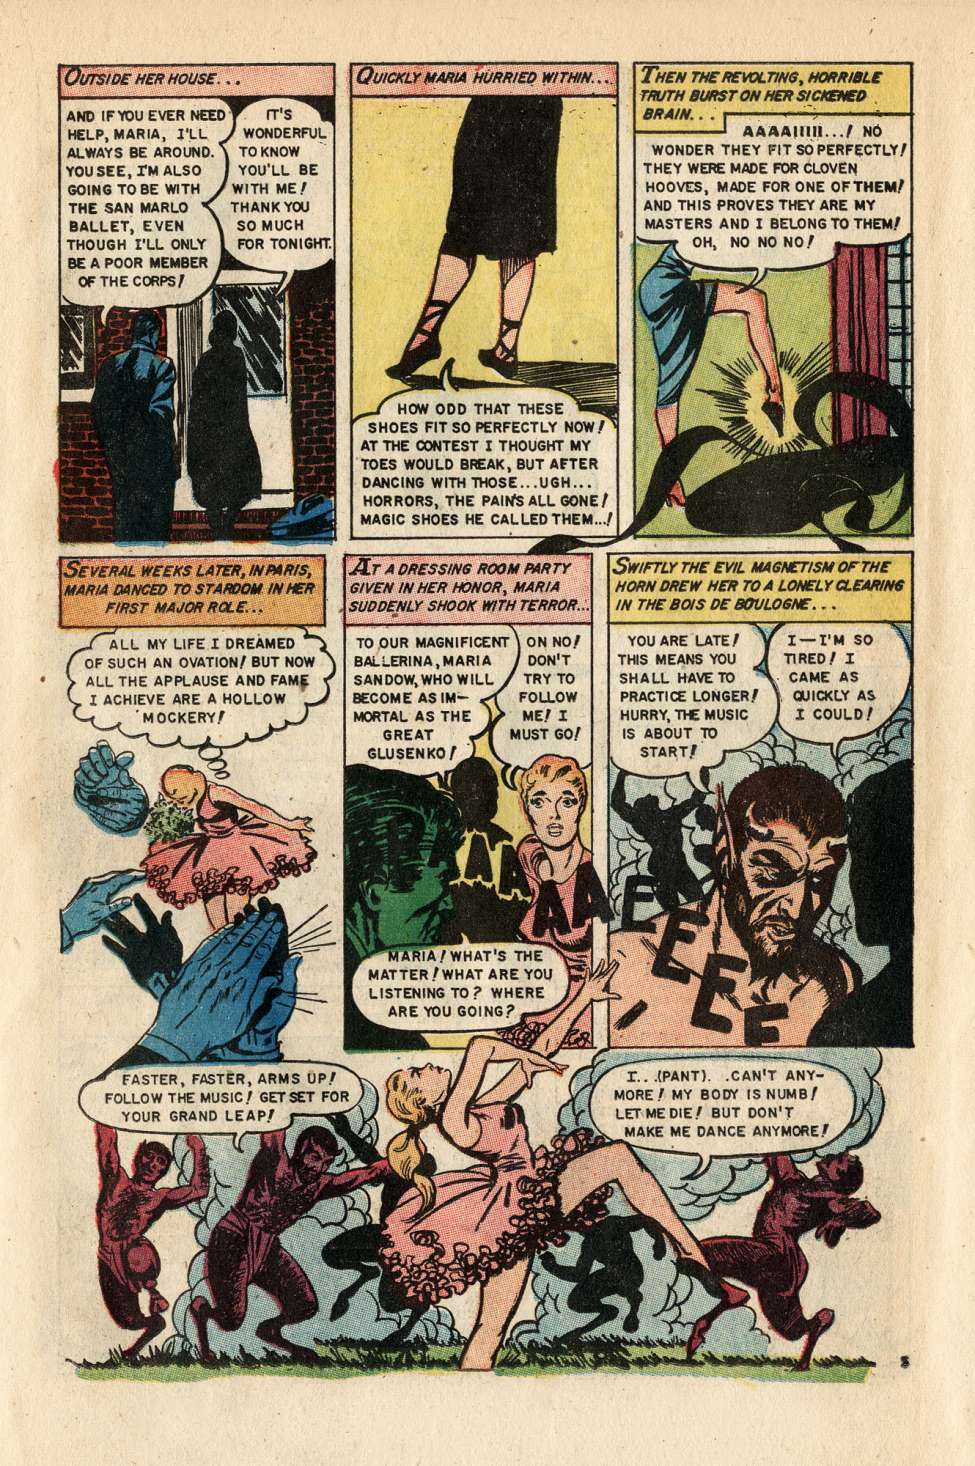 OUTSIDE HER HOUSE...
AND IF YOU EVER NEED
HELP, MARIA, I'LL
ALWAYS BE AROUND.
YOU SEE, I'M ALSO
GOING TO BE WITH
THE SAN MARLO
BALLET, EVEN
THOUGH I'LL ONLY
BE A POOR MEMBER
OF THE CORPS!
IT'S
WONDERFUL
TO KNOW
YOU'LL BE
WITH ME!
THANK YOU
SO MUCH
FOR TONIGHT.
QUICKLY MARIA HURRIED WITHIN...
HOW ODD THAT THESE
SHOES FIT SO PERFECTLY NOW!
AT THE CONTEST I THOUGHT MY
TOES WOULD BREAK, BUT AFTER
DANCING WITH THOSE...UGH...
HORRORS, THE PAIN'S ALL GONE!
MAGIC SHOES HE CALLED THEM...!
THEN THE REVOLTING, HORRIBLE
TRUTH BURST ON HER SICKENED
BRAIN...
AAAAIIIII...! NO
WONDER THEY FIT SO PERFECTLY!
THEY WERE MADE FOR CLOVEN
HOOVES, MADE FOR ONE OF THEM!
AND THIS PROVES THEY ARE MY
MASTERS AND I BELONG TO THEM!
OH, NO NO NO!
SEVERAL WEEKS LATER, IN PARIS,
MARIA DANCED TO STARDOM IN HER
FIRST MAJOR ROLE...
ALL MY LIFE I DREAMED
OF SUCH AN OVATION! BUT NOW
ALL THE APPLAUSE AND FAME
I ACHIEVE ARE A HOLLOW
MOCKERY!
AT A DRESSING ROOM PARTY
GIVEN IN HER HONOR, MARIA
SUDDENLY SHOOK WITH TERROR...
TO OUR MAGNIFICENT
BALLERINA, MARIA
SANDOW, WHO WILL
BECOME AS IM-
MORTAL AS THE
GREAT
GLUSENKO!
ON NO!
DON'T
TRY TO
FOLLOW
ME! I
MUST GO!
MARIA! WHAT'S THE
MATTER! WHAT ARE YOU
LISTENING TO? WHERE
ARE YOU GOING?
AAAAEEEEEE-
SWIFTLY THE EVIL MAGNETISM OF THE
HORN DREW HER TO A LONELY CLEARING
IN THE BOIS DE BOULOGNE...
YOU ARE LATE!
THIS MEANS YOU
SHALL HAVE TO
PRACTICE LONGER!
HURRY, THE MUSIC
IS ABOUT TO
START!
I-I'M SO
TIRED! I
CAME AS
QUICKLY AS
I COULD!
FASTER, FASTER, ARMS UP!
FOLLOW THE MUSIC! GET SET FOR
YOUR GRAND LEAP!
I...(PANT)...CAN'T ANY-
MORE! MY BODY IS NUMB!
LET ME DIE! BUT DON'T
MAKE ME DANCE ANYMORE!
3